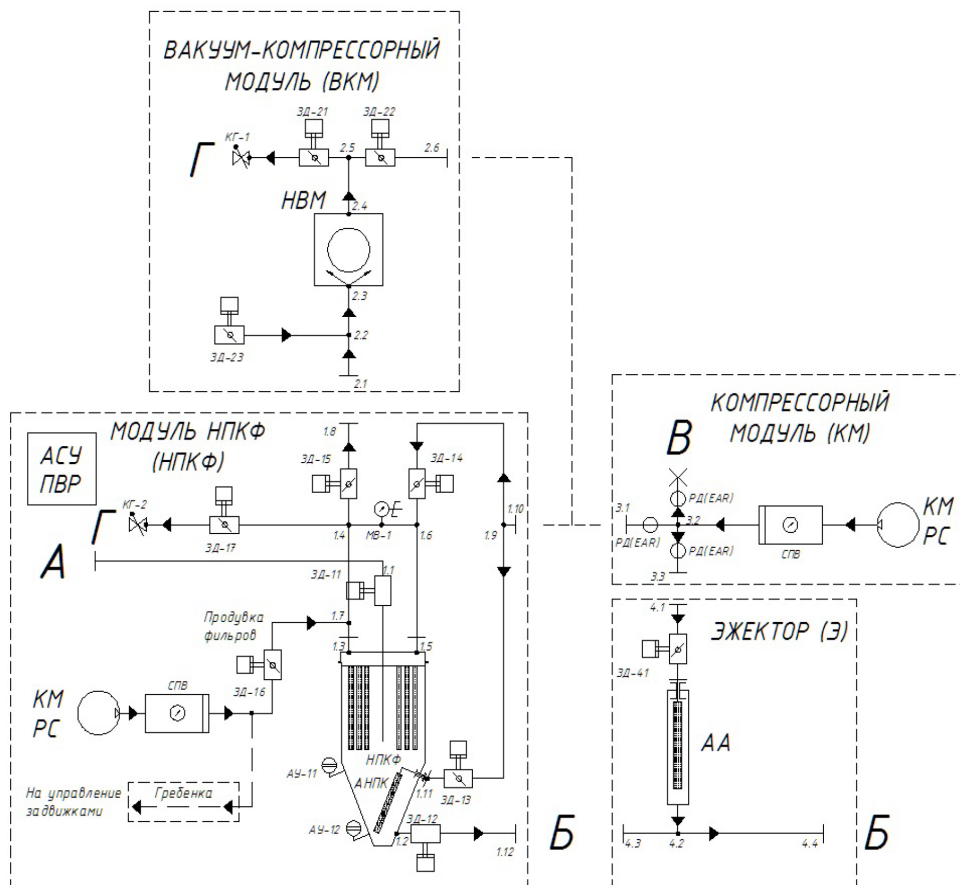 ВАКУУМ-КОМПРЕССОРНЫЙ
МОДУЛЬ (ВКМ)
ЗД-21
ЗД-22
КГ-1
Г
2.5
2.6
НВМ
2.4
2.3
ЗД-23
2.2
2.1
МОДУЛЬ НПКФ
(НПКФ)
АСУ
ПВР
1.8
ЗД-15
ЗД-14
КГ-2
Г
ЗД-17
1.4
МВ-1
1.6
1.9
1.10
А
ЗД-11
1.1
Продувка
фильров
1.7
1.3
1.5
ЗД-16
КМ
РС
СПВ
НПКФ
АНПК
АУ-11
1.11
ЗД-13
На управление
задвижками
Гребенка
АУ-12
ЗД-12
1.2
1.12
Б
КОМПРЕССОРНЫЙ
МОДУЛЬ (КМ)
В
РД(EAR)
3.1
3.2
РД(EAR)
РД(EAR)
3.3
СПВ
КМ
РС
4.1
ЭЖЕКТОР (Э)
ЗД-41
АА
4.3
4.2
4.4
Б